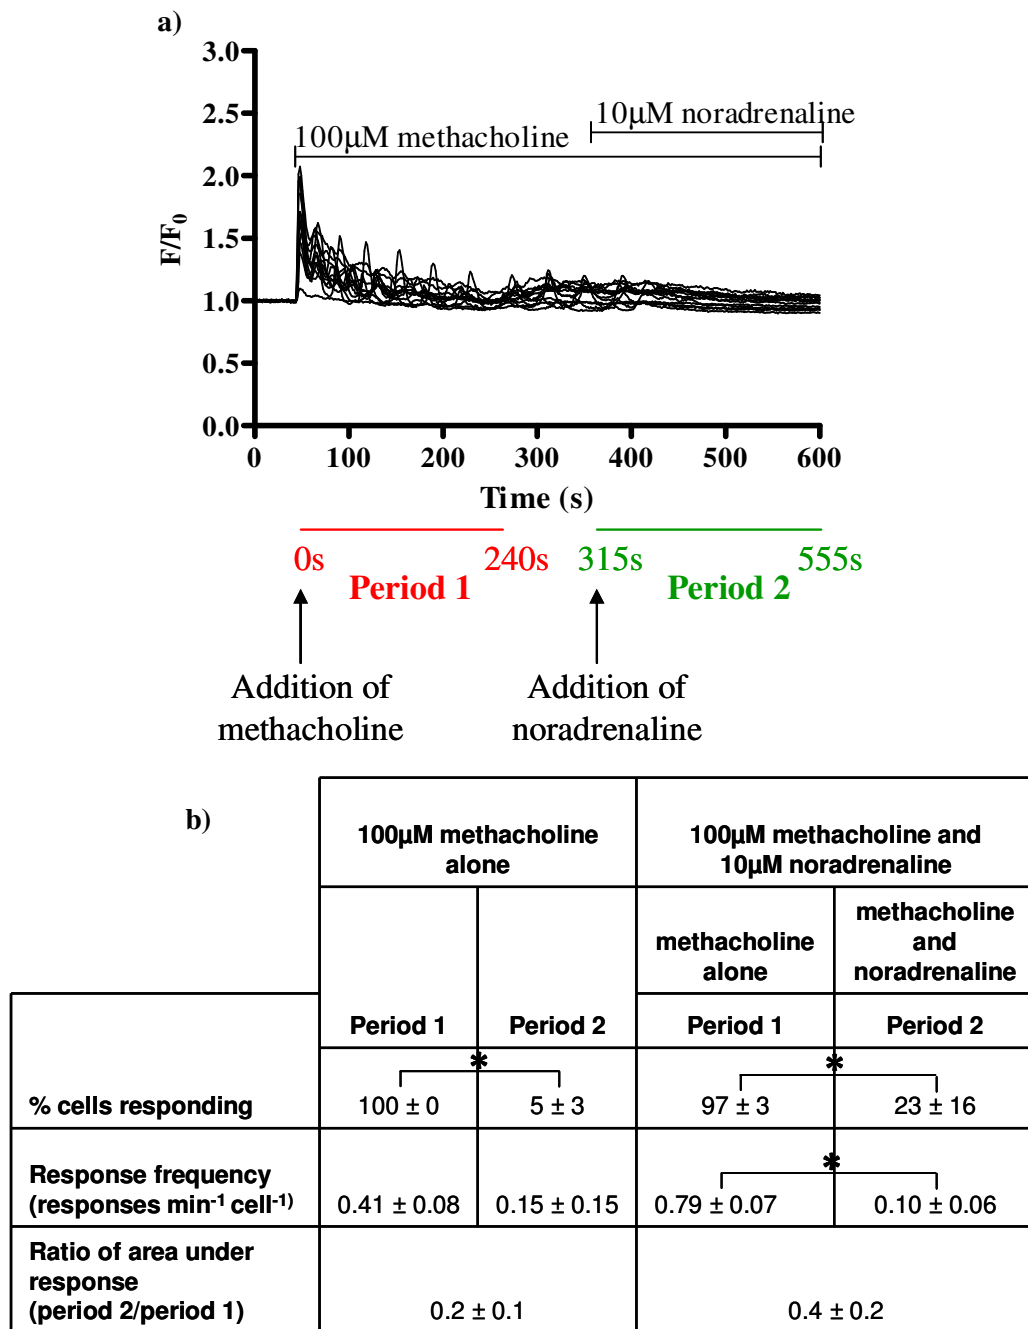 a)
3.0
2.5
2.0
1.5
1.0
0.5
0.0
F/F0
10µM noradrenaline
100µM methacholine
0 100 200 300 400 500 600
Time (s)
0s 240s 315s 555s
Period 1 Period 2
Addition of methacholine
Addition of noradrenaline
b)
100µM methacholine
alone
100µM methacholine and
10µM noradrenaline
methacholine
alone
methacholine
and
noradrenaline
Period 1 Period 2 Period 1 Period 2
* *
% cells responding 100 ± 0 5 ± 3 97 ± 3 23 ± 16
*
Response frequency
(responses min-1 cell-1) 0.41 ± 0.08 0.15 ± 0.15 0.79 ± 0.07 0.10 ± 0.06
Ratio of area under
response
(period 2/period 1) 0.2 ± 0.1 0.4 ± 0.2